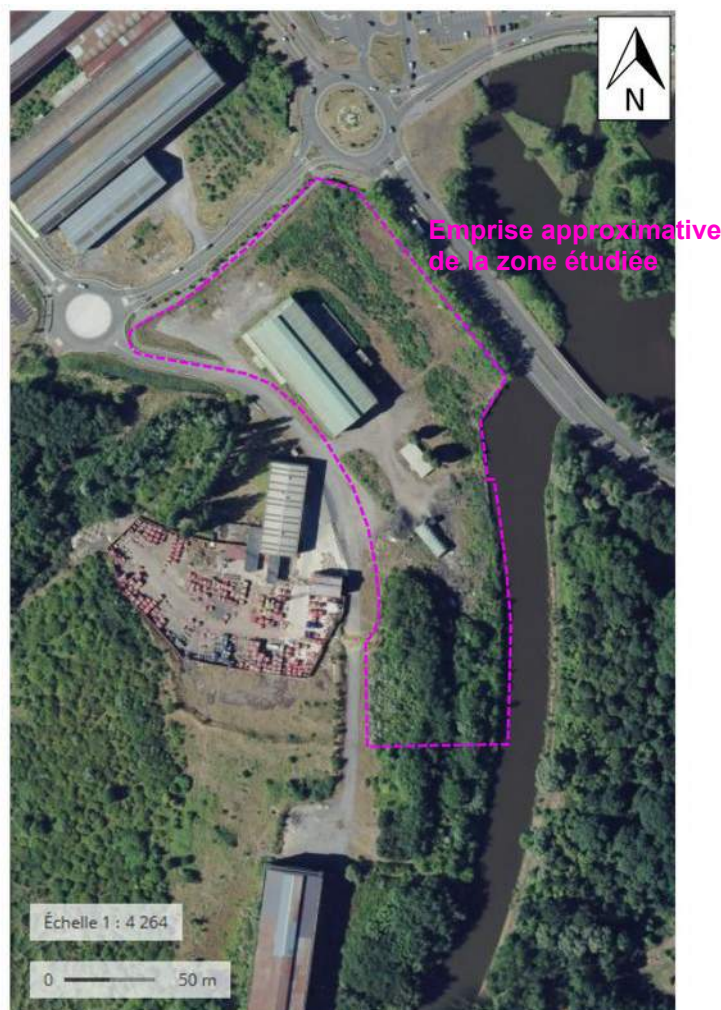 N
Emprise approximative
de la zone étudiée
Échelle 1 : 4 264
0 50 m